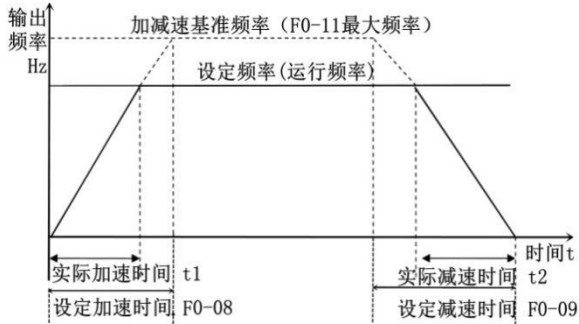 输出
频率
Hz
加减速基准频率（F0-11最大频率）
设定频率(运行频率)
时间t
实际加速时间 t1
实际减速时间 t2
设定加速时间 F0-08
设定减速时间 F0-09